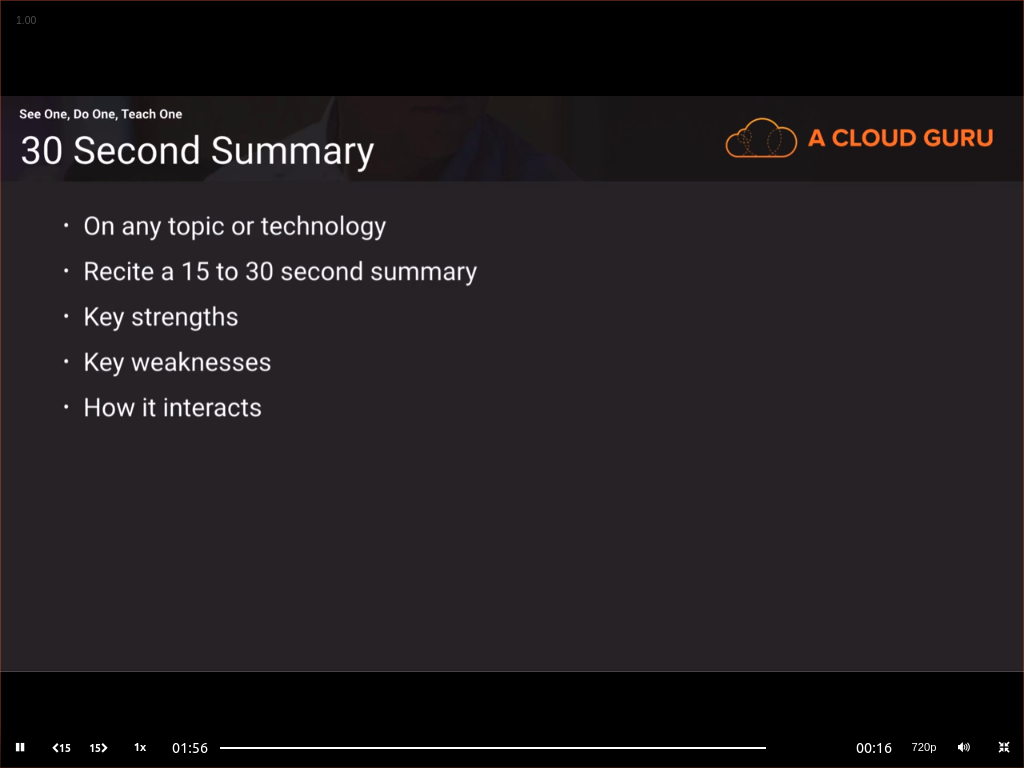 1.00
See One, Do One, Teach One
30 Second Summary
A CLOUD GURU
· On any topic or technology
· Recite a 15 to 30 second summary
· Key strengths
· Key weaknesses
· How it interacts
15 15 1x 01:56 00:16 720p